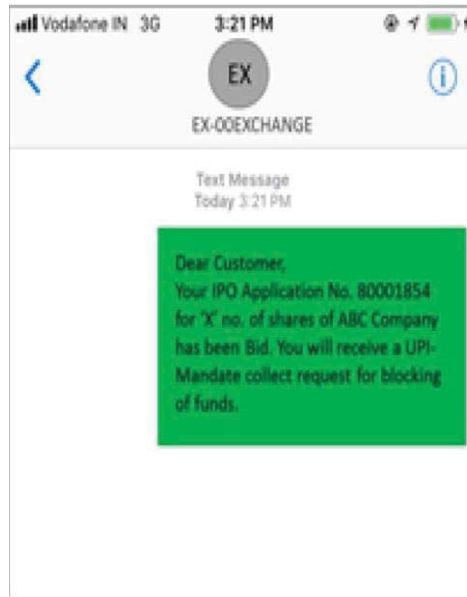 Vodafone IN 3G 3:21 PM
EX
EX-00EXCHANGE
Text Message
Today 3:21 PM
Dear Customer,
Your IPO Application No. 80001854
for 'X' no. of shares of ABC Company
has been Bid. You will receive a UPI-
Mandate collect request for blocking
of funds.